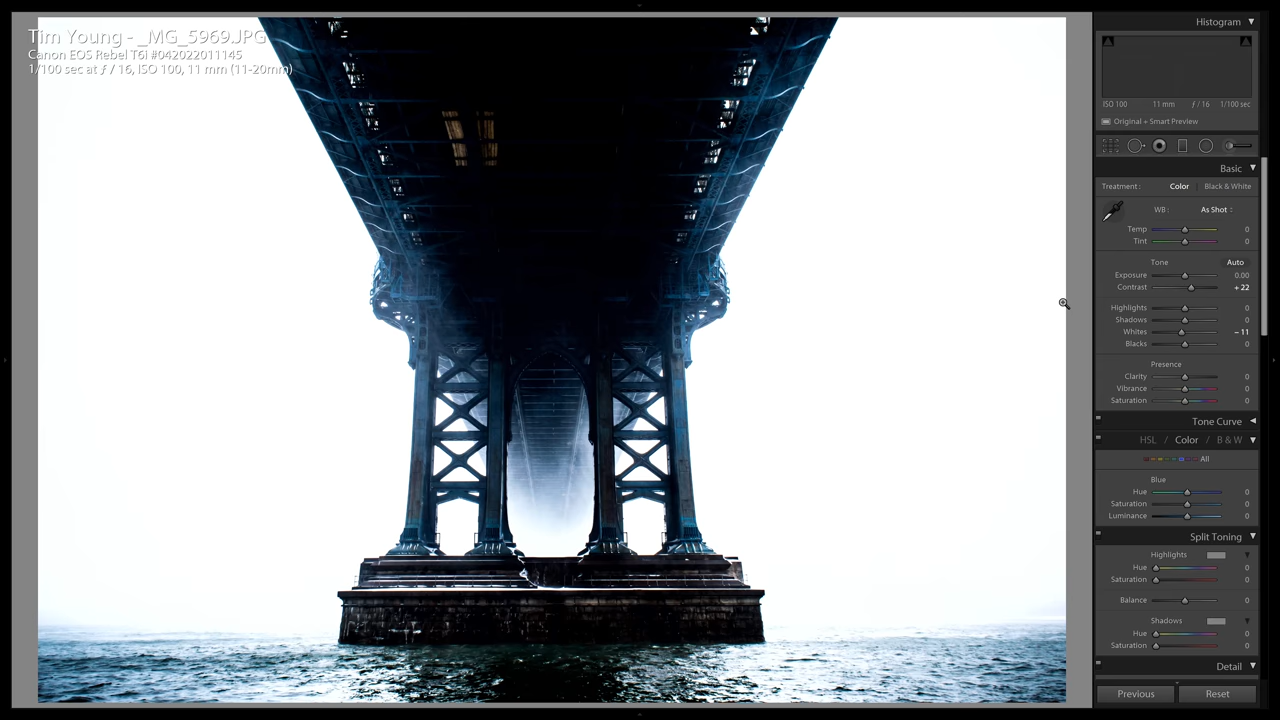 Tim Young - _MG_5969.JPG
Canon EOS Rebel T6i #042022011145
1/100 sec at ƒ / 16, ISO 100, 11 mm (11-20mm)
Histogram
ISO 100 11 mm ƒ / 16 1/100 sec
Original + Smart Preview
Basic
Treatment : Color Black & White
WB : As Shot
Temp 0
Tint 0
Tone Auto
Exposure 0.00
Contrast + 22
Highlights 0
Shadows 0
Whites – 11
Blacks 0
Presence
Clarity 0
Vibrance 0
Saturation 0
Tone Curve
HSL / Color / B & W
All
Blue
Hue 0
Saturation 0
Luminance 0
Split Toning
Highlights
Hue 0
Saturation 0
Balance 0
Shadows
Hue 0
Saturation 0
Detail
Previous Reset